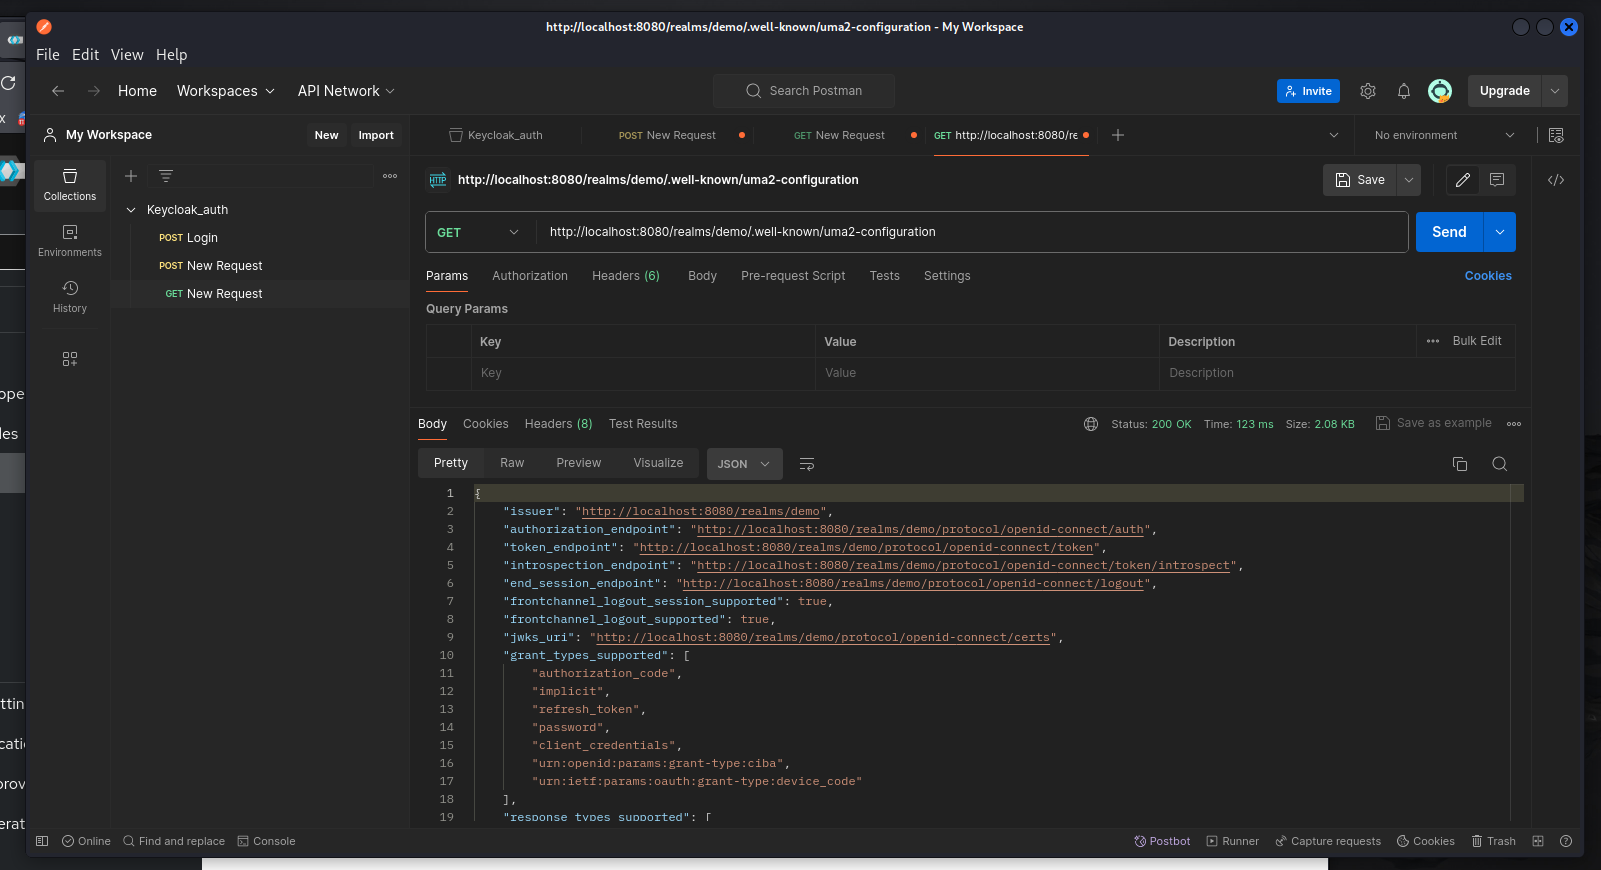 http://localhost:8080/realms/demo/.well-known/uma2-configuration - My Workspace
File Edit View Help
Home Workspaces API Network
Search Postman
Invite
Upgrade
My Workspace
New Import
Keycloak_auth
POST New Request
GET New Request
GET http://localhost:8080/re
No environment
Collections
Environments
History
Keycloak_auth
POST Login
POST New Request
GET New Request
HTTP http://localhost:8080/realms/demo/.well-known/uma2-configuration
Save
GET http://localhost:8080/realms/demo/.well-known/uma2-configuration
Send
Params Authorization Headers (6) Body Pre-request Script Tests Settings
Cookies
Query Params
Key Value Description Bulk Edit
Key Value Description
Body Cookies Headers (8) Test Results
Status: 200 OK Time: 123 ms Size: 2.08 KB Save as example
Pretty Raw Preview Visualize JSON
1 {
2 "issuer": "http://localhost:8080/realms/demo",
3 "authorization_endpoint": "http://localhost:8080/realms/demo/protocol/openid-connect/auth",
4 "token_endpoint": "http://localhost:8080/realms/demo/protocol/openid-connect/token",
5 "introspection_endpoint": "http://localhost:8080/realms/demo/protocol/openid-connect/token/introspect",
6 "end_session_endpoint": "http://localhost:8080/realms/demo/protocol/openid-connect/logout",
7 "frontchannel_logout_session_supported": true,
8 "frontchannel_logout_supported": true,
9 "jwks_uri": "http://localhost:8080/realms/demo/protocol/openid-connect/certs",
10 "grant_types_supported": [
11 "authorization_code",
12 "implicit",
13 "refresh_token",
14 "password",
15 "client_credentials",
16 "urn:openid:params:grant-type:ciba",
17 "urn:ietf:params:oauth:grant-type:device_code"
18 ],
19 "response_types_supported": [
Online Find and replace Console
Postbot Runner Capture requests Cookies Trash